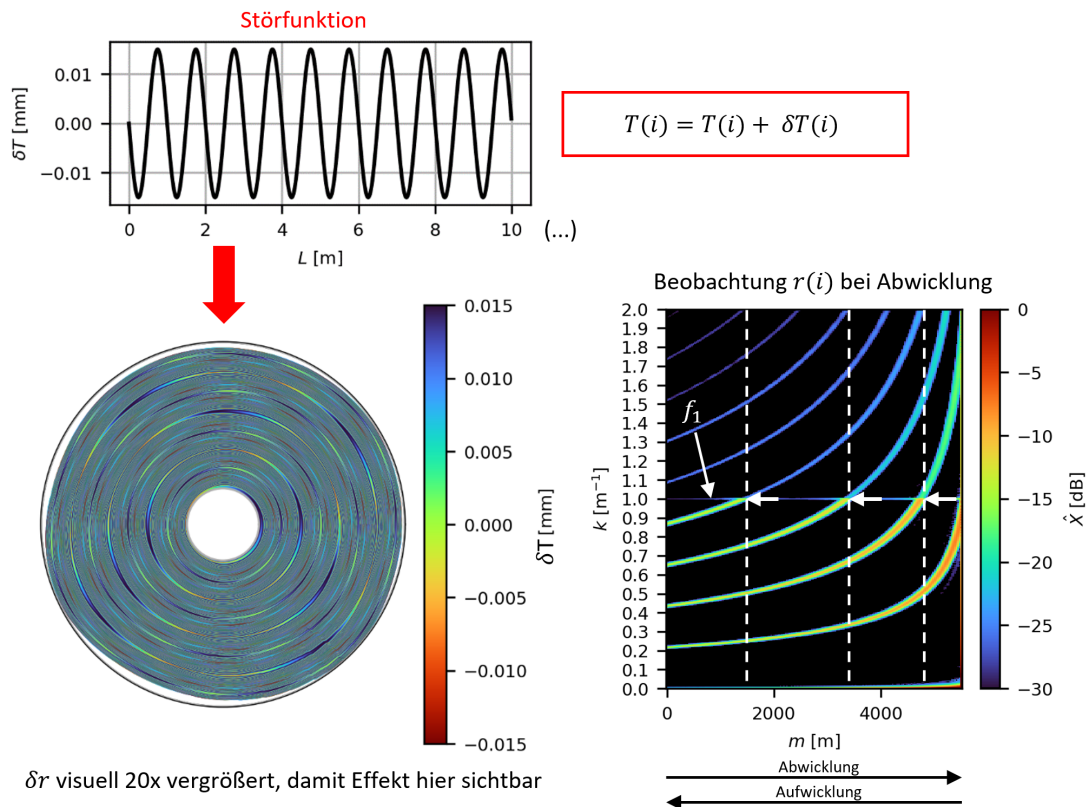 Störfunktion
0.01
0.00
−0.01
δT [mm]
0 2 4 6 8 10
L [m]
(...)
T(i) = T(i) + δT(i)
0.015
0.010
0.005
0.000
−0.005
−0.010
−0.015
δT [mm]
δr visuell 20x vergrößert, damit Effekt hier sichtbar
Beobachtung r(i) bei Abwicklung
2.0
1.9
1.8
1.7
1.6
1.5
1.4
1.3
1.2
1.1
1.0
0.9
0.8
0.7
0.6
0.5
0.4
0.3
0.2
0.1
0.0
k [m⁻¹]
f₁
0 2000 4000
m [m]
0
−5
−10
−15
−20
−25
−30
X̂ [dB]
Abwicklung
Aufwicklung